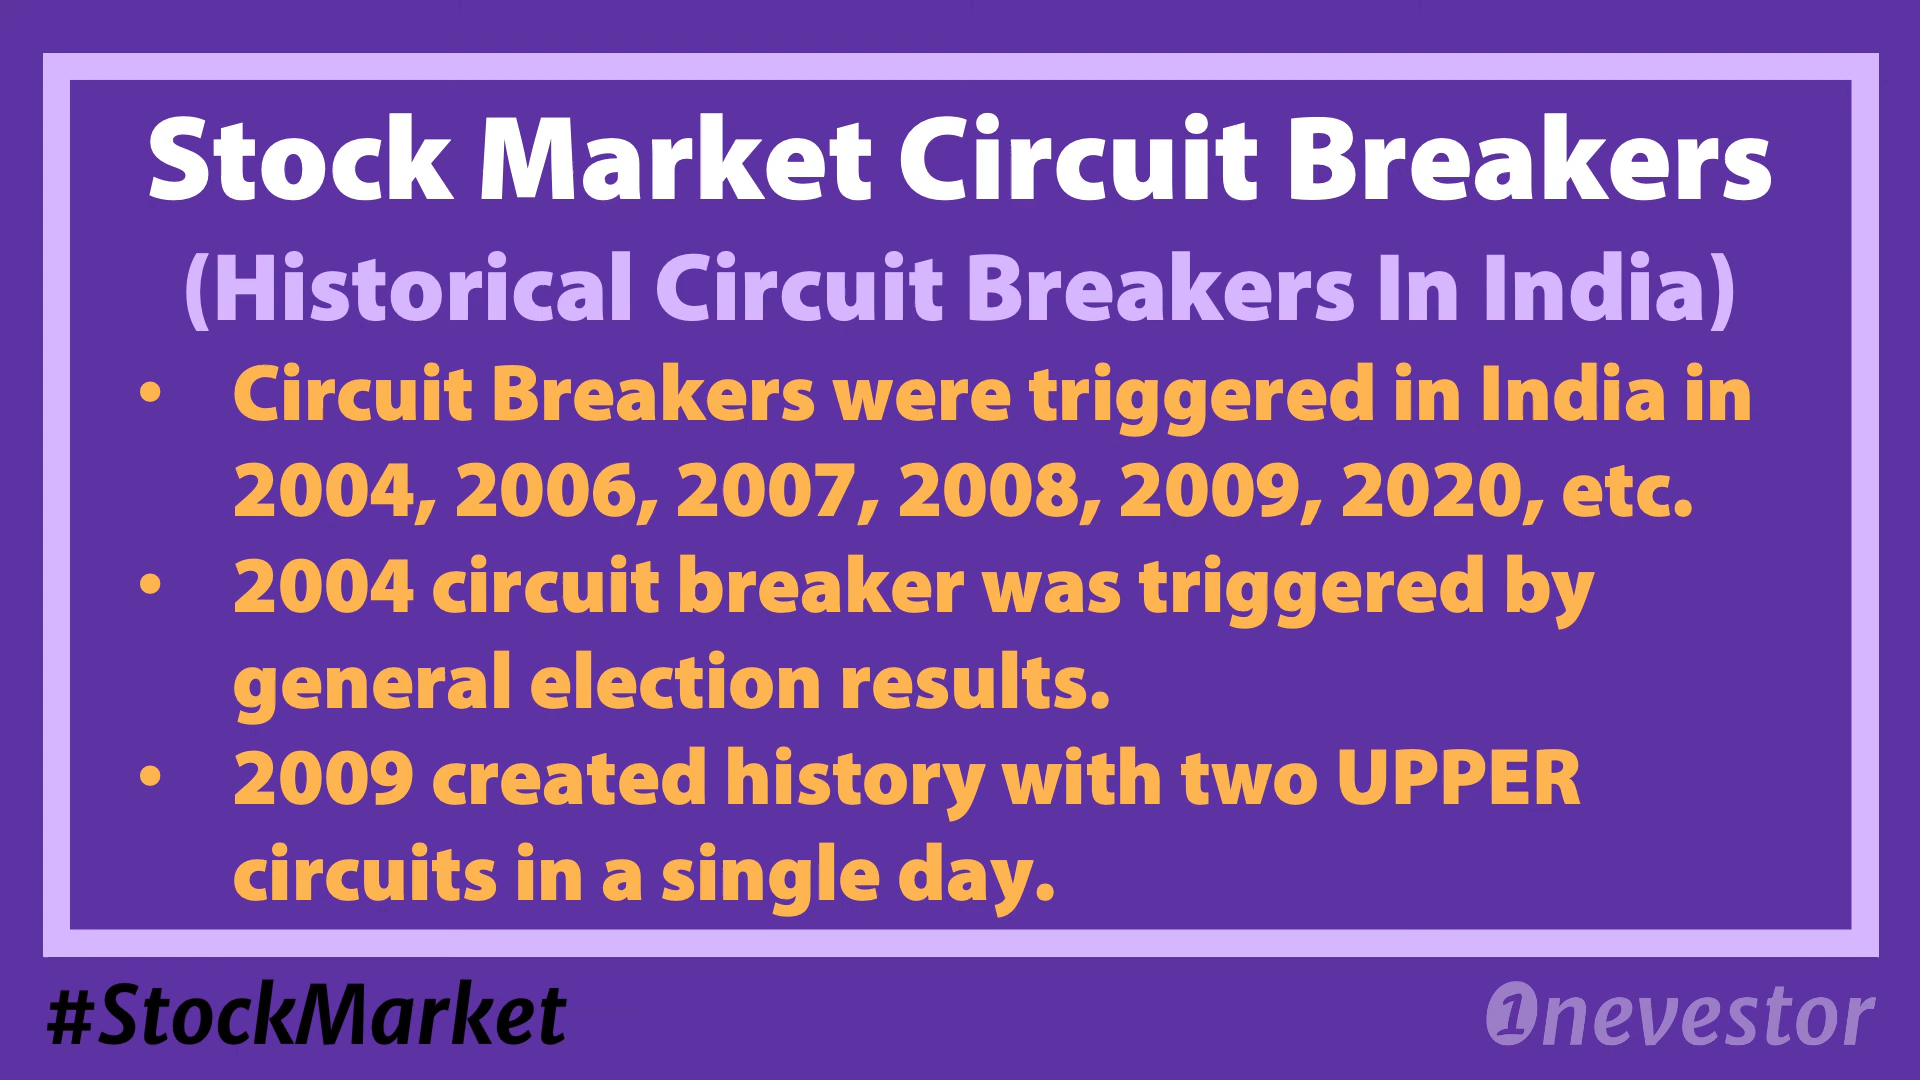 Stock Market Circuit Breakers
(Historical Circuit Breakers In India)
• Circuit Breakers were triggered in India in
2004, 2006, 2007, 2008, 2009, 2020, etc.
• 2004 circuit breaker was triggered by
general election results.
• 2009 created history with two UPPER
circuits in a single day.
#StockMarket
1nevestor